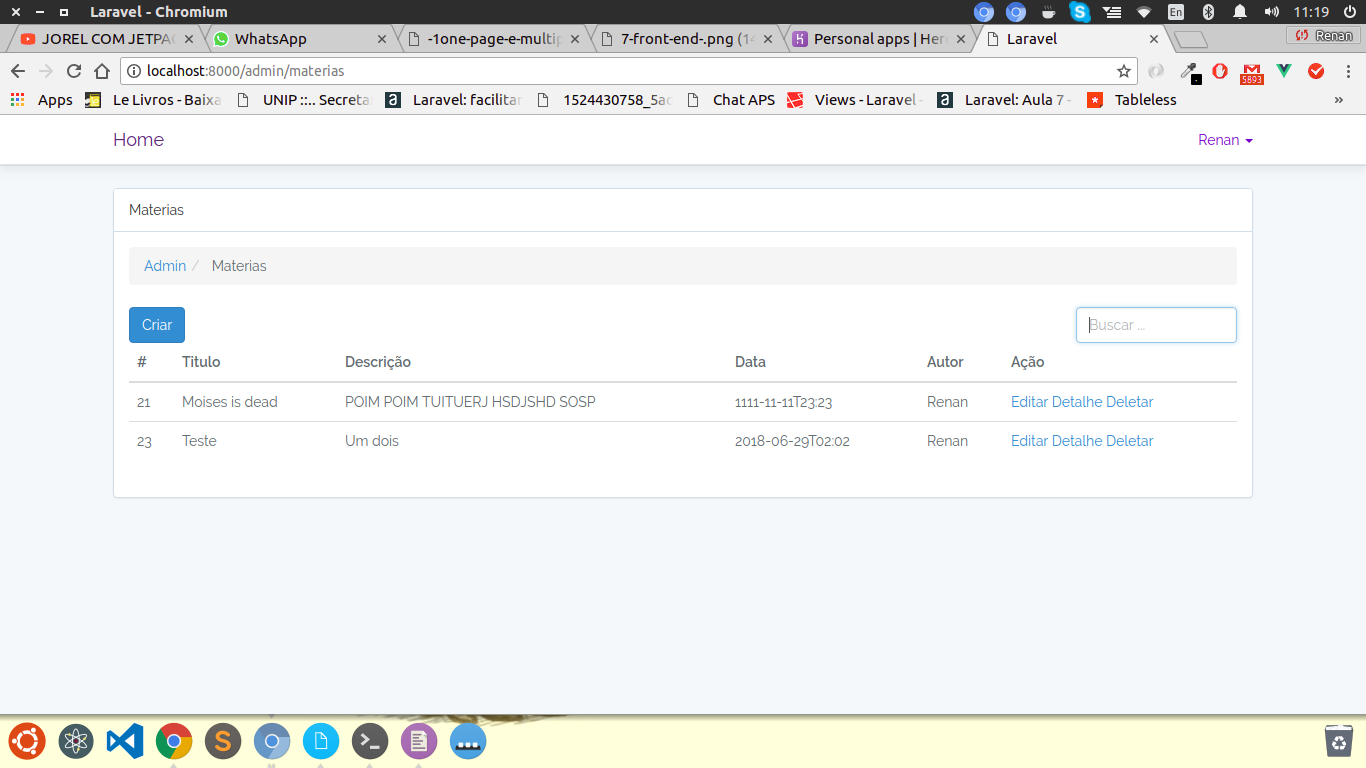 Laravel - Chromium
En
11:19
JOREL COM JETPAC
WhatsApp
-1one-page-e-multip
7-front-end-.png (14
Personal apps | Her
Laravel
Renan
localhost:8000/admin/materias
5893
Apps
Le Livros - Baixa
UNIP ::.. Secreta
Laravel: facilitar
1524430758_5ac
Chat APS
Views - Laravel -
Laravel: Aula 7 -
Tableless
»
Home
Renan
Materias
Admin / Materias
Criar
Buscar ...
# Titulo Descrição Data Autor Ação
21 Moises is dead POIM POIM TUITUERJ HSDJSHD SOSP 1111-11-11T23:23 Renan Editar Detalhe Deletar
23 Teste Um dois 2018-06-29T02:02 Renan Editar Detalhe Deletar